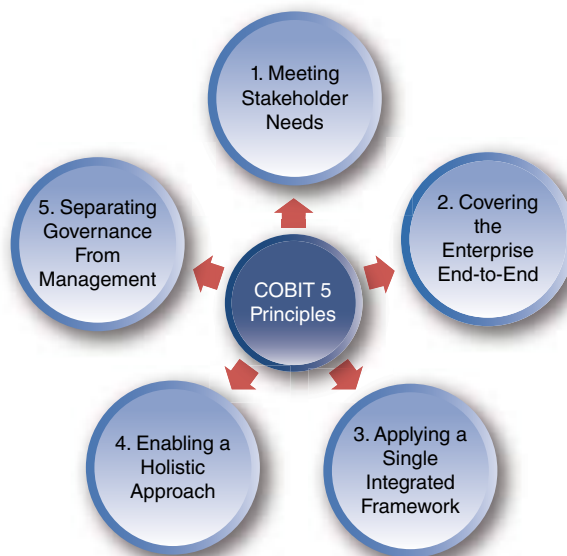 1. Meeting
Stakeholder
Needs
2. Covering
the
Enterprise
End-to-End
3. Applying a
Single
Integrated
Framework
4. Enabling a
Holistic
Approach
5. Separating
Governance
From
Management
COBIT 5
Principles